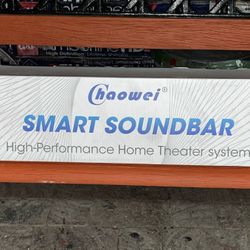 Chaowei®
SMART SOUNDBAR
High-Performance Home Theater system